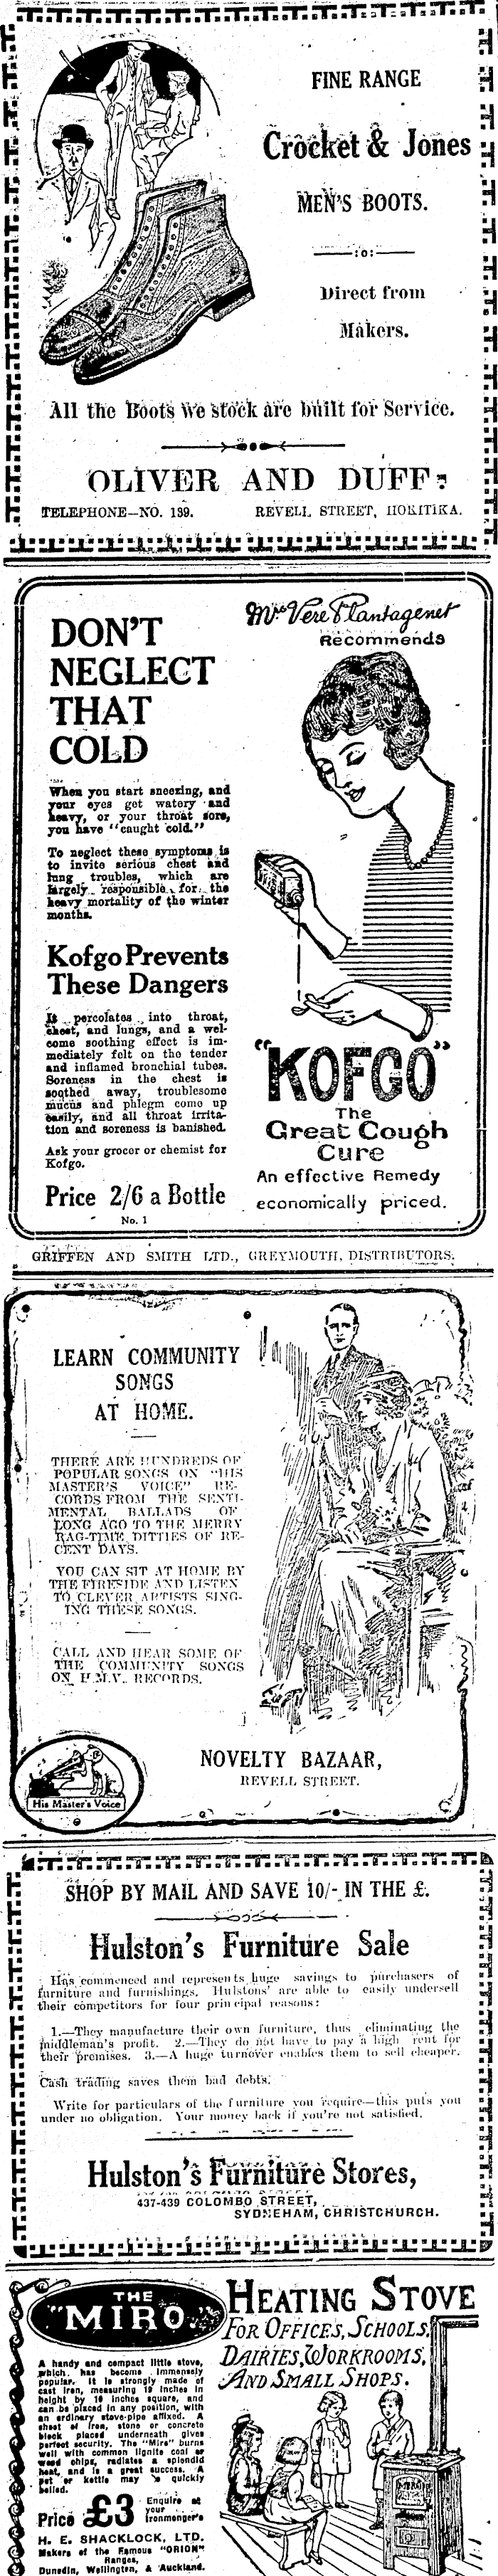 FINE RANGE
Crocket & Jones
MEN'S BOOTS.
:o:
Direct from
Makers.
All the Boots We stock are built for Service.
OLIVER AND DUFF:
TELEPHONE—NO. 139. REVELL STREET, HOKITIKA.
DON'T
NEGLECT
THAT
COLD
When you start sneezing, and
your eyes get watery and
heavy, or your throat sore,
you have "caught cold."
To neglect these symptoms is
to invite serious chest and
lung troubles, which are
largely responsible for the
heavy mortality of the winter
months.
Kofgo Prevents
These Dangers
It percolates into throat,
chest, and lungs, and a wel-
come soothing effect is im-
mediately felt on the tender
and inflamed bronchial tubes.
Soreness in the chest is
soothed away, troublesome
mucus and phlegm come up
easily, and all throat irrita-
tion and soreness is banished.
Ask your grocer or chemist for
Kofgo.
Price 2/6 a Bottle
No. 1
Mrs Vere Plantagenet
Recommends
"KOFGO"
The
Great Cough
Cure
An effective Remedy
economically priced.
GRIFFEN AND SMITH LTD., GREYMOUTH, DISTRIBUTORS.
LEARN COMMUNITY
SONGS
AT HOME.
THERE ARE HUNDREDS OF
POPULAR SONGS ON "HIS
MASTER'S VOICE" RE-
CORDS FROM THE SENTI-
MENTAL BALLADS OF
LONG AGO TO THE MERRY
RAG-TIME DITTIES OF RE-
CENT DAYS.
YOU CAN SIT AT HOME BY
THE FIRESIDE AND LISTEN
TO CLEVER ARTISTS SING-
ING THESE SONGS.
CALL AND HEAR SOME OF
THE COMMUNITY SONGS
ON H.M.V. RECORDS.
NOVELTY BAZAAR,
REVELL STREET.
His Master's Voice
SHOP BY MAIL AND SAVE 10/- IN THE £.
Hulston's Furniture Sale
Has commenced and represents huge savings to purchasers of
furniture and furnishings. Hulstons' are able to easily undersell
their competitors for four principal reasons:
1.—They manufacture their own furniture, thus eliminating the
middleman's profit. 2.—They do not have to pay a high rent for
their premises. 3.—A huge turnover enables them to sell cheaper.
Cash trading saves them bad debts.
Write for particulars of the furniture you require—this puts you
under no obligation. Your money back if you're not satisfied.
Hulston's Furniture Stores,
437-439 COLOMBO STREET,
SYDNEHAM, CHRISTCHURCH.
THE
"MIRO"
HEATING STOVE
FOR OFFICES, SCHOOLS,
DAIRIES, WORKROOMS,
AND SMALL SHOPS.
A handy and compact little stove,
which has become immensely
popular. It is strongly made of
cast iron, measuring 19 inches in
height by 10 inches square, and
can be placed in any position, with
an ordinary stove-pipe affixed. A
sheet of iron, stone or concrete
block placed underneath gives
perfect security. The "Miro" burns
well with common lignite coal or
wood chips, radiates a splendid
heat, and is a great success. A
pot or kettle may be quickly
boiled.
Price £3 Enquire at
your
Ironmonger's
H. E. SHACKLOCK, LTD.
Makers of the Famous "ORION"
Ranges,
Dunedin, Wellington, & Auckland.